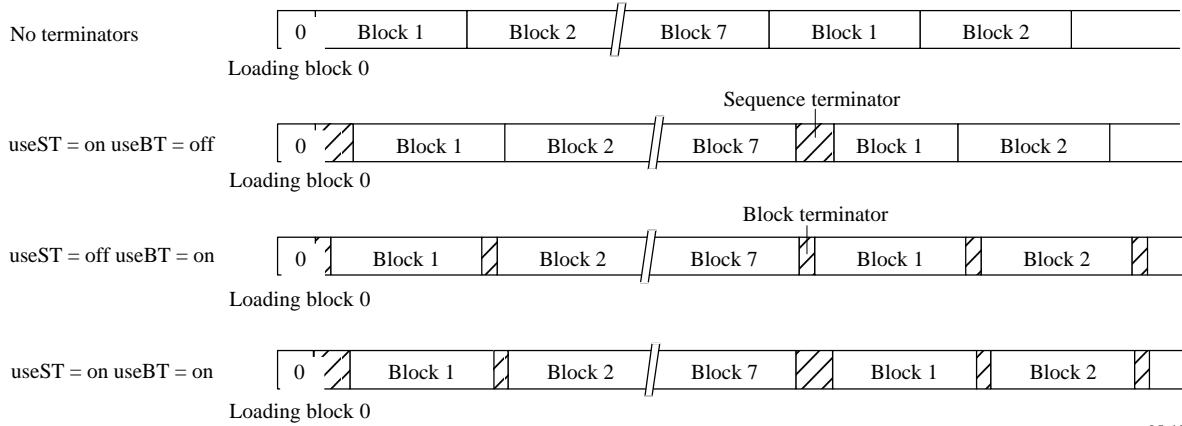 No terminators
0 Block 1 Block 2 Block 7 Block 1 Block 2
Loading block 0
Sequence terminator
useST = on useBT = off
0 Block 1 Block 2 Block 7 Block 1 Block 2
Loading block 0
Block terminator
useST = off useBT = on
0 Block 1 Block 2 Block 7 Block 1 Block 2
Loading block 0
useST = on useBT = on
0 Block 1 Block 2 Block 7 Block 1 Block 2
Loading block 0